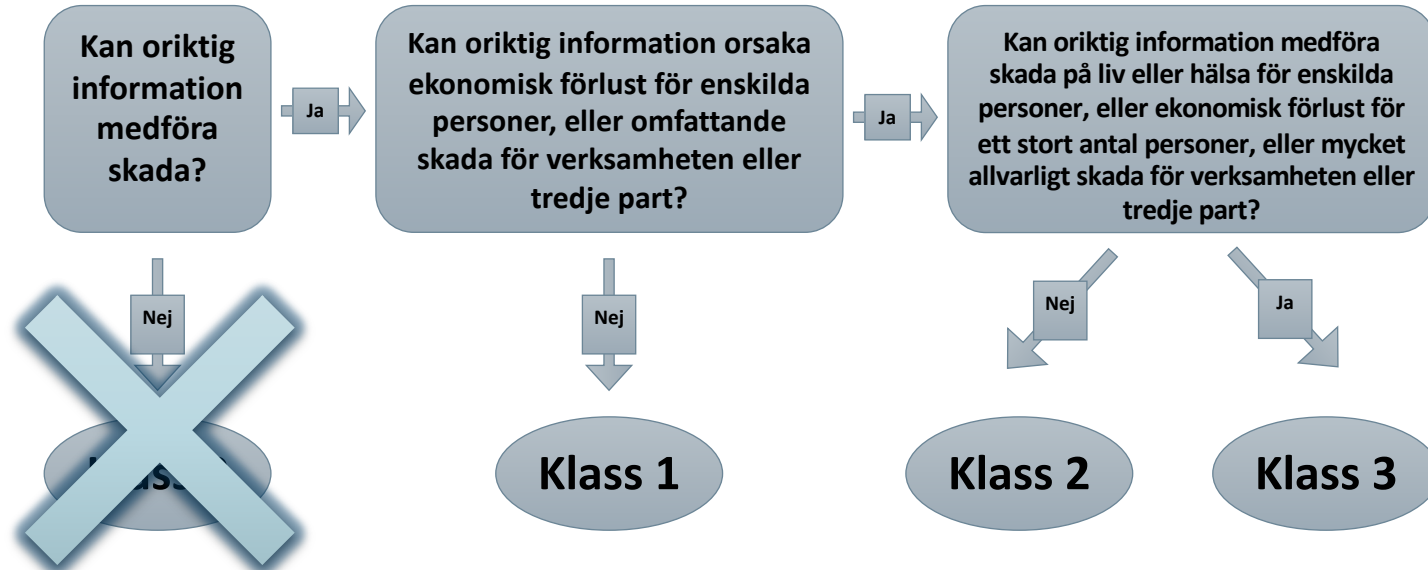 Kan oriktig
information
medföra
skada?
Ja
Kan oriktig information orsaka
ekonomisk förlust för enskilda
personer, eller omfattande
skada för verksamheten eller
tredje part?
Ja
Kan oriktig information medföra
skada på liv eller hälsa för enskilda
personer, eller ekonomisk förlust för
ett stort antal personer, eller mycket
allvarligt skada för verksamheten eller
tredje part?
Nej
Nej
Nej
Ja
Klass 1
Klass 2
Klass 3